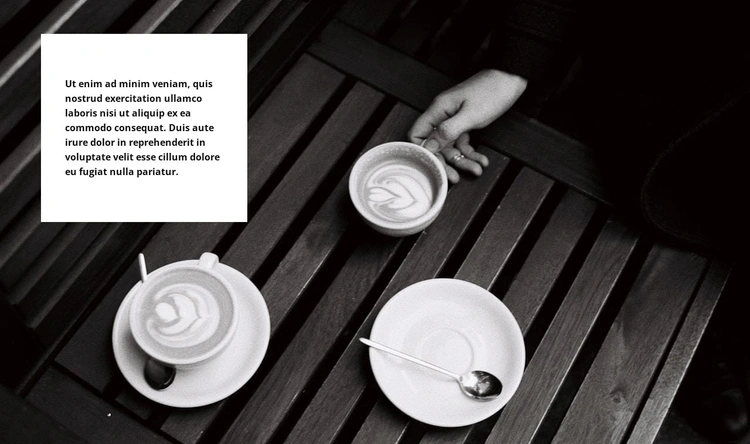 Ut enim ad minim veniam, quis
nostrud exercitation ullamco
laboris nisi ut aliquip ex ea
commodo consequat. Duis aute
irure dolor in reprehenderit in
voluptate velit esse cillum dolore
eu fugiat nulla pariatur.